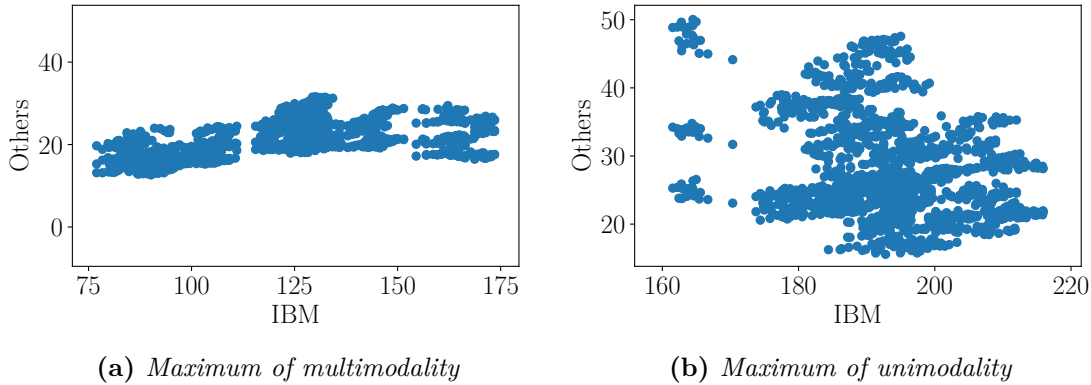 40
20
0
Others
75 100 125 150 175
IBM
(a) Maximum of multimodality
50
40
30
20
Others
160 180 200 220
IBM
(b) Maximum of unimodality